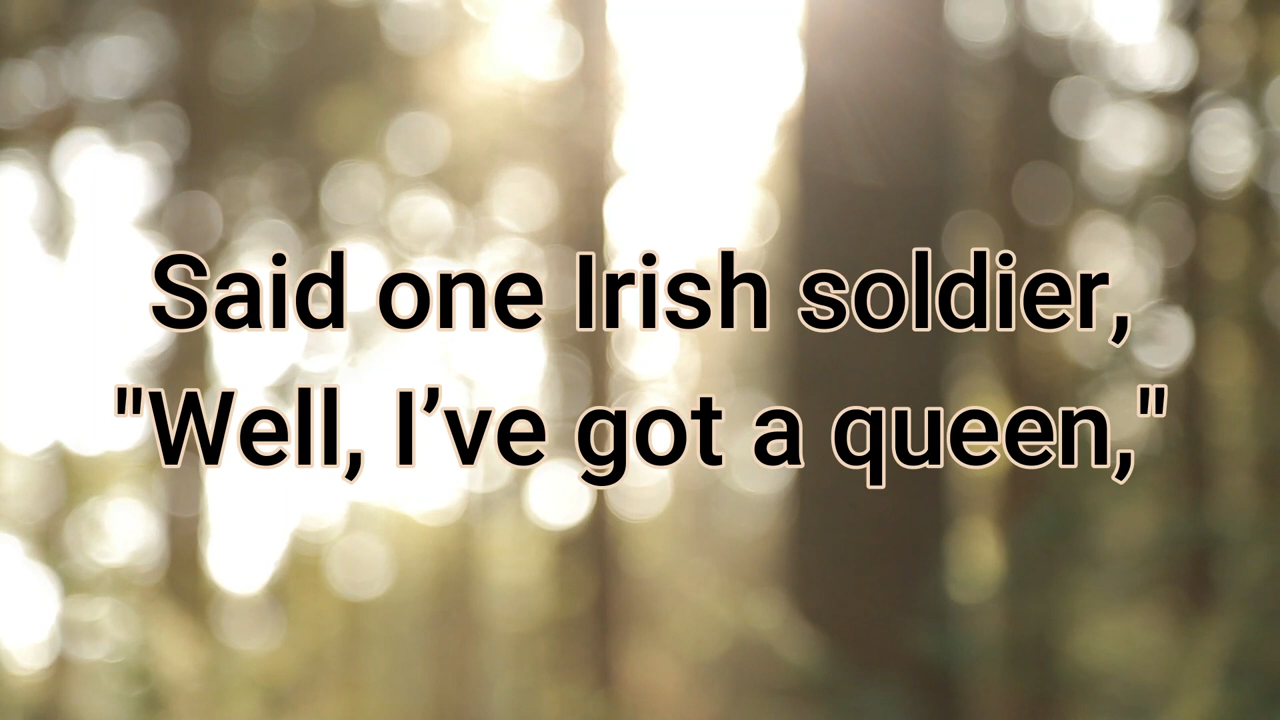 Said one Irish soldier,
"Well, I’ve got a queen,"